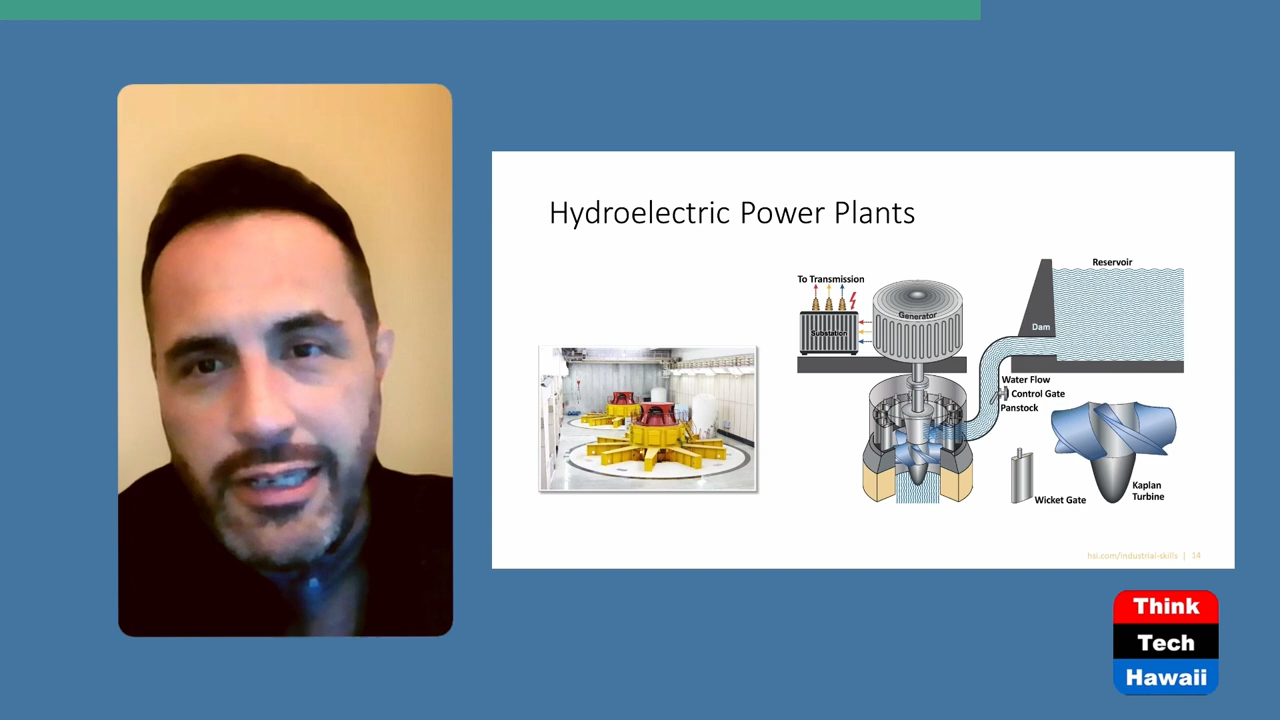 Hydroelectric Power Plants
Reservoir
To Transmission
Generator
Dam
Substation
Water Flow
Control Gate
Panstock
Kaplan
Turbine
Wicket Gate
hsi.com/industrial-skills | 14
Think
Tech
Hawaii